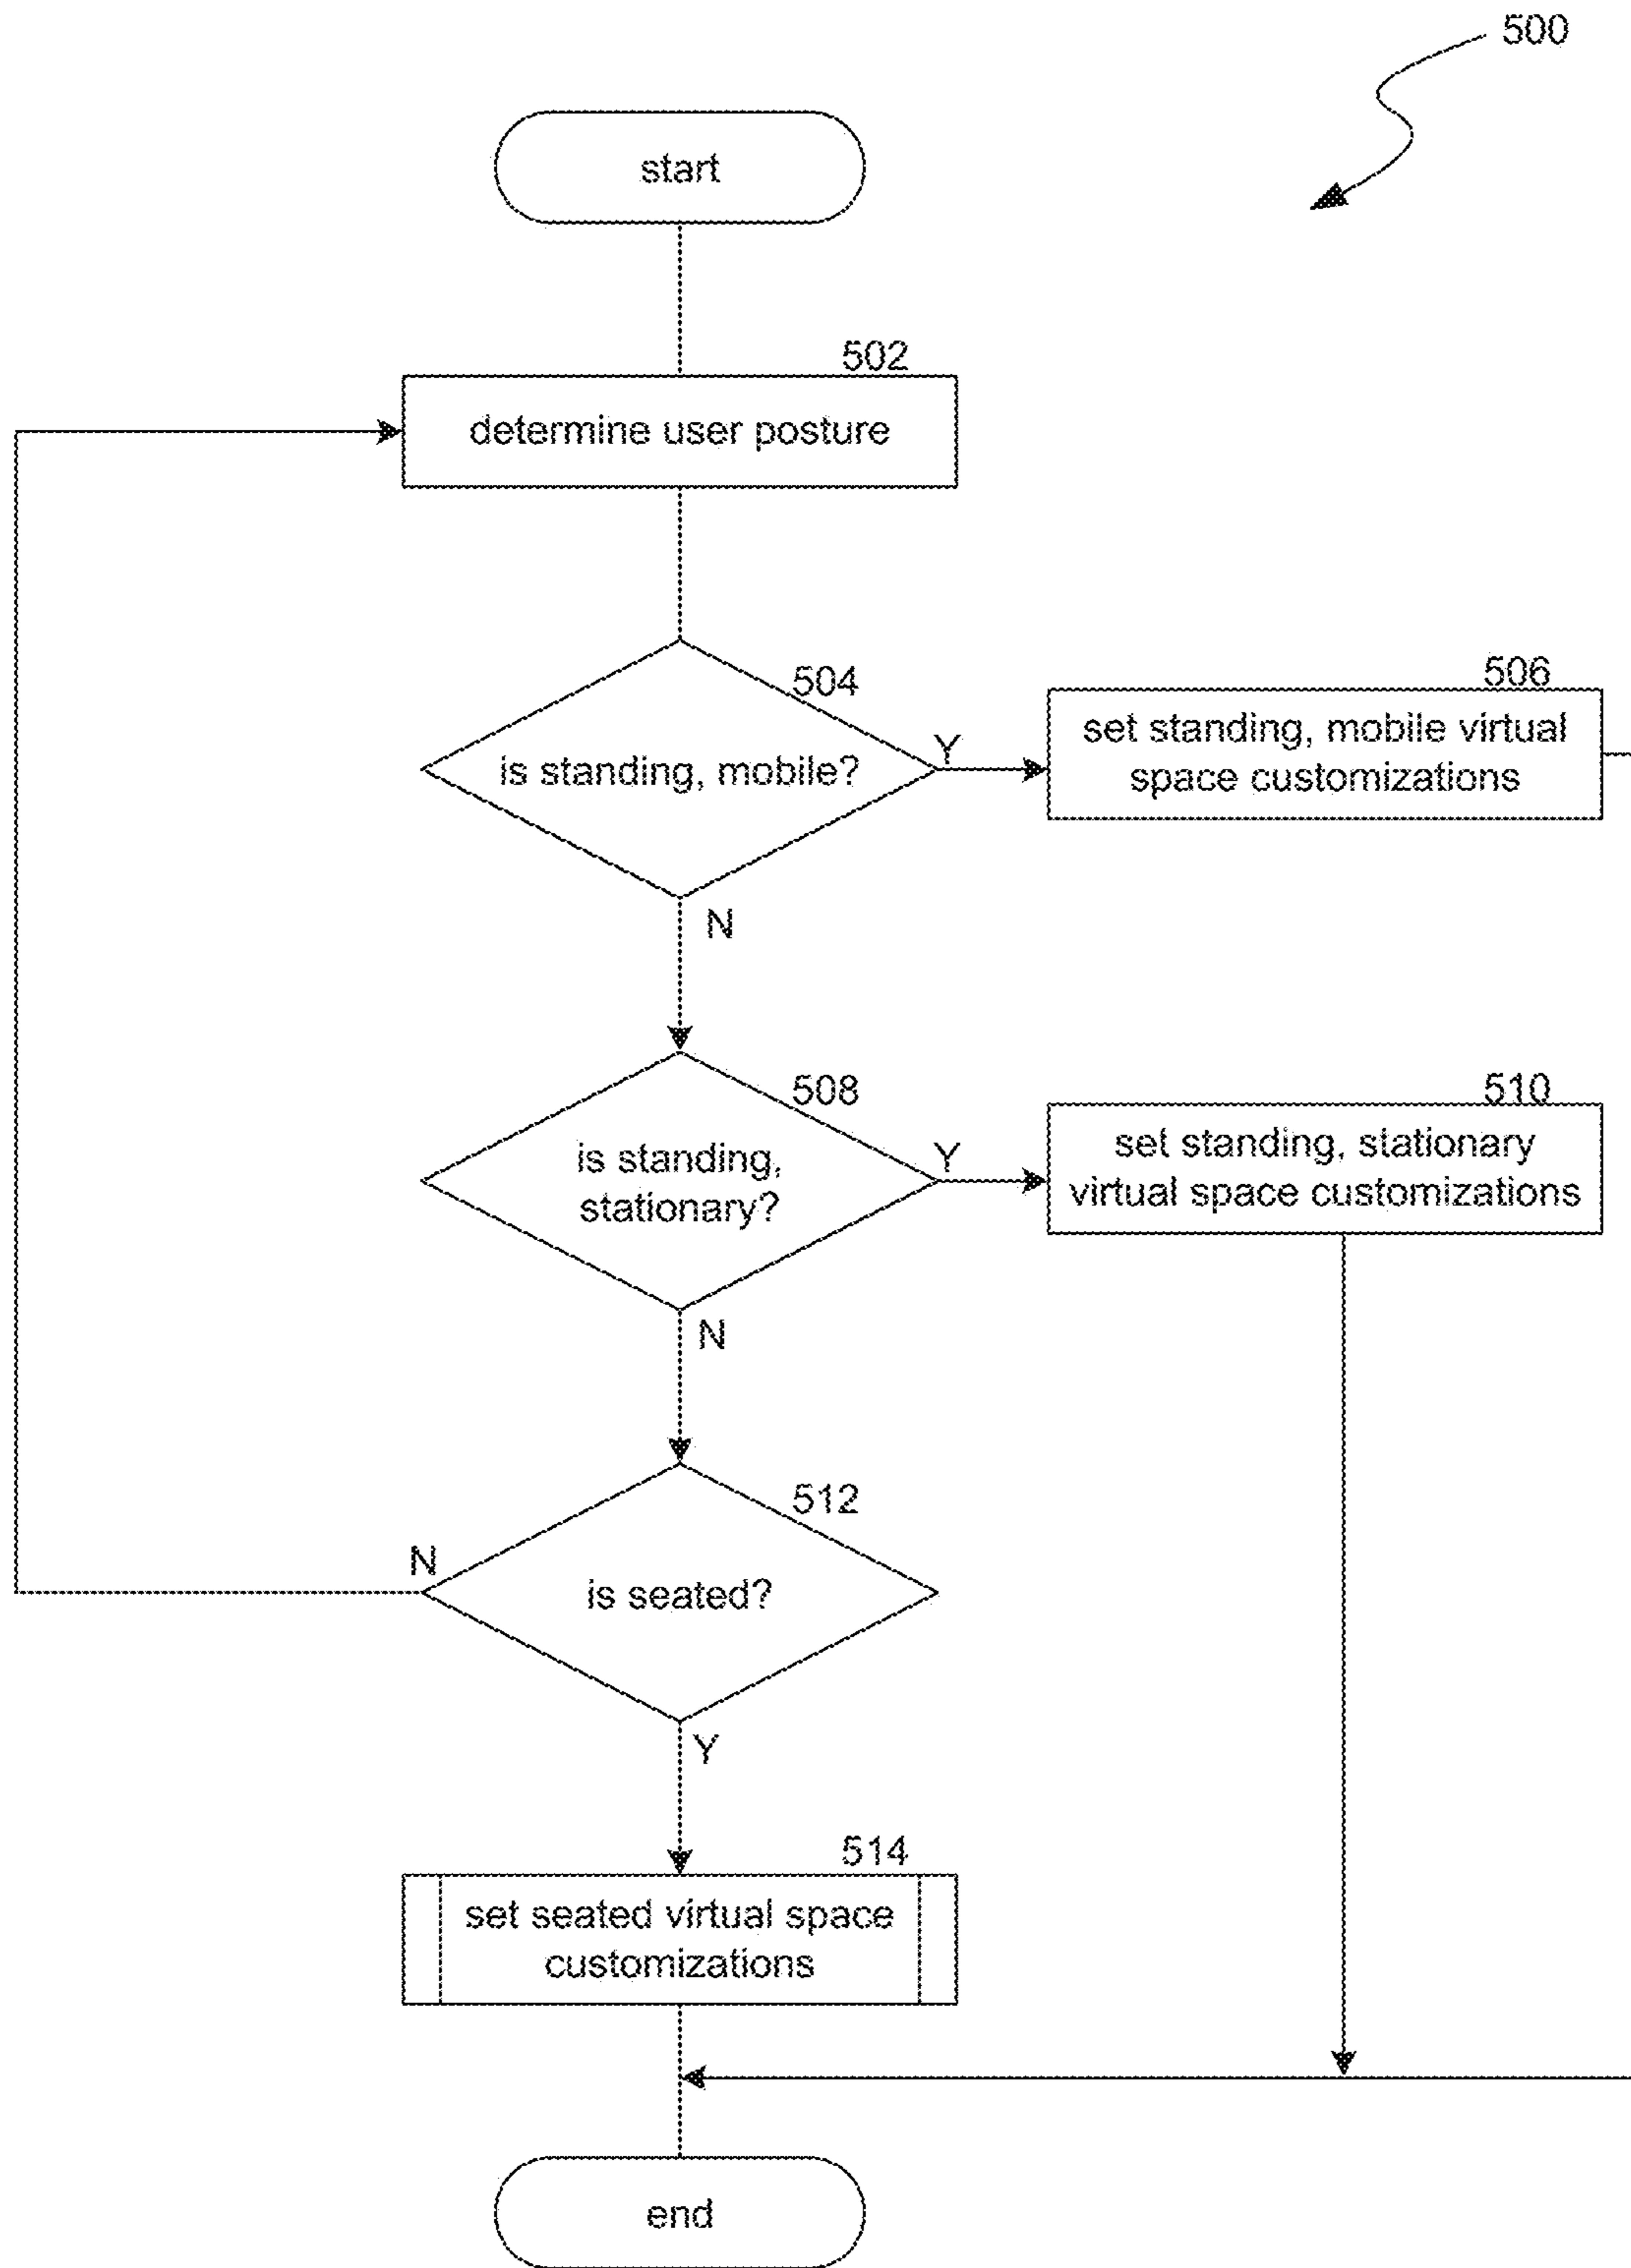 500
start
502
determine user posture
504
is standing, mobile?
Y
N
506
set standing, mobile virtual
space customizations
508
is standing,
stationary?
Y
N
510
set standing, stationary
virtual space customizations
512
is seated?
N
Y
514
set seated virtual space
customizations
end